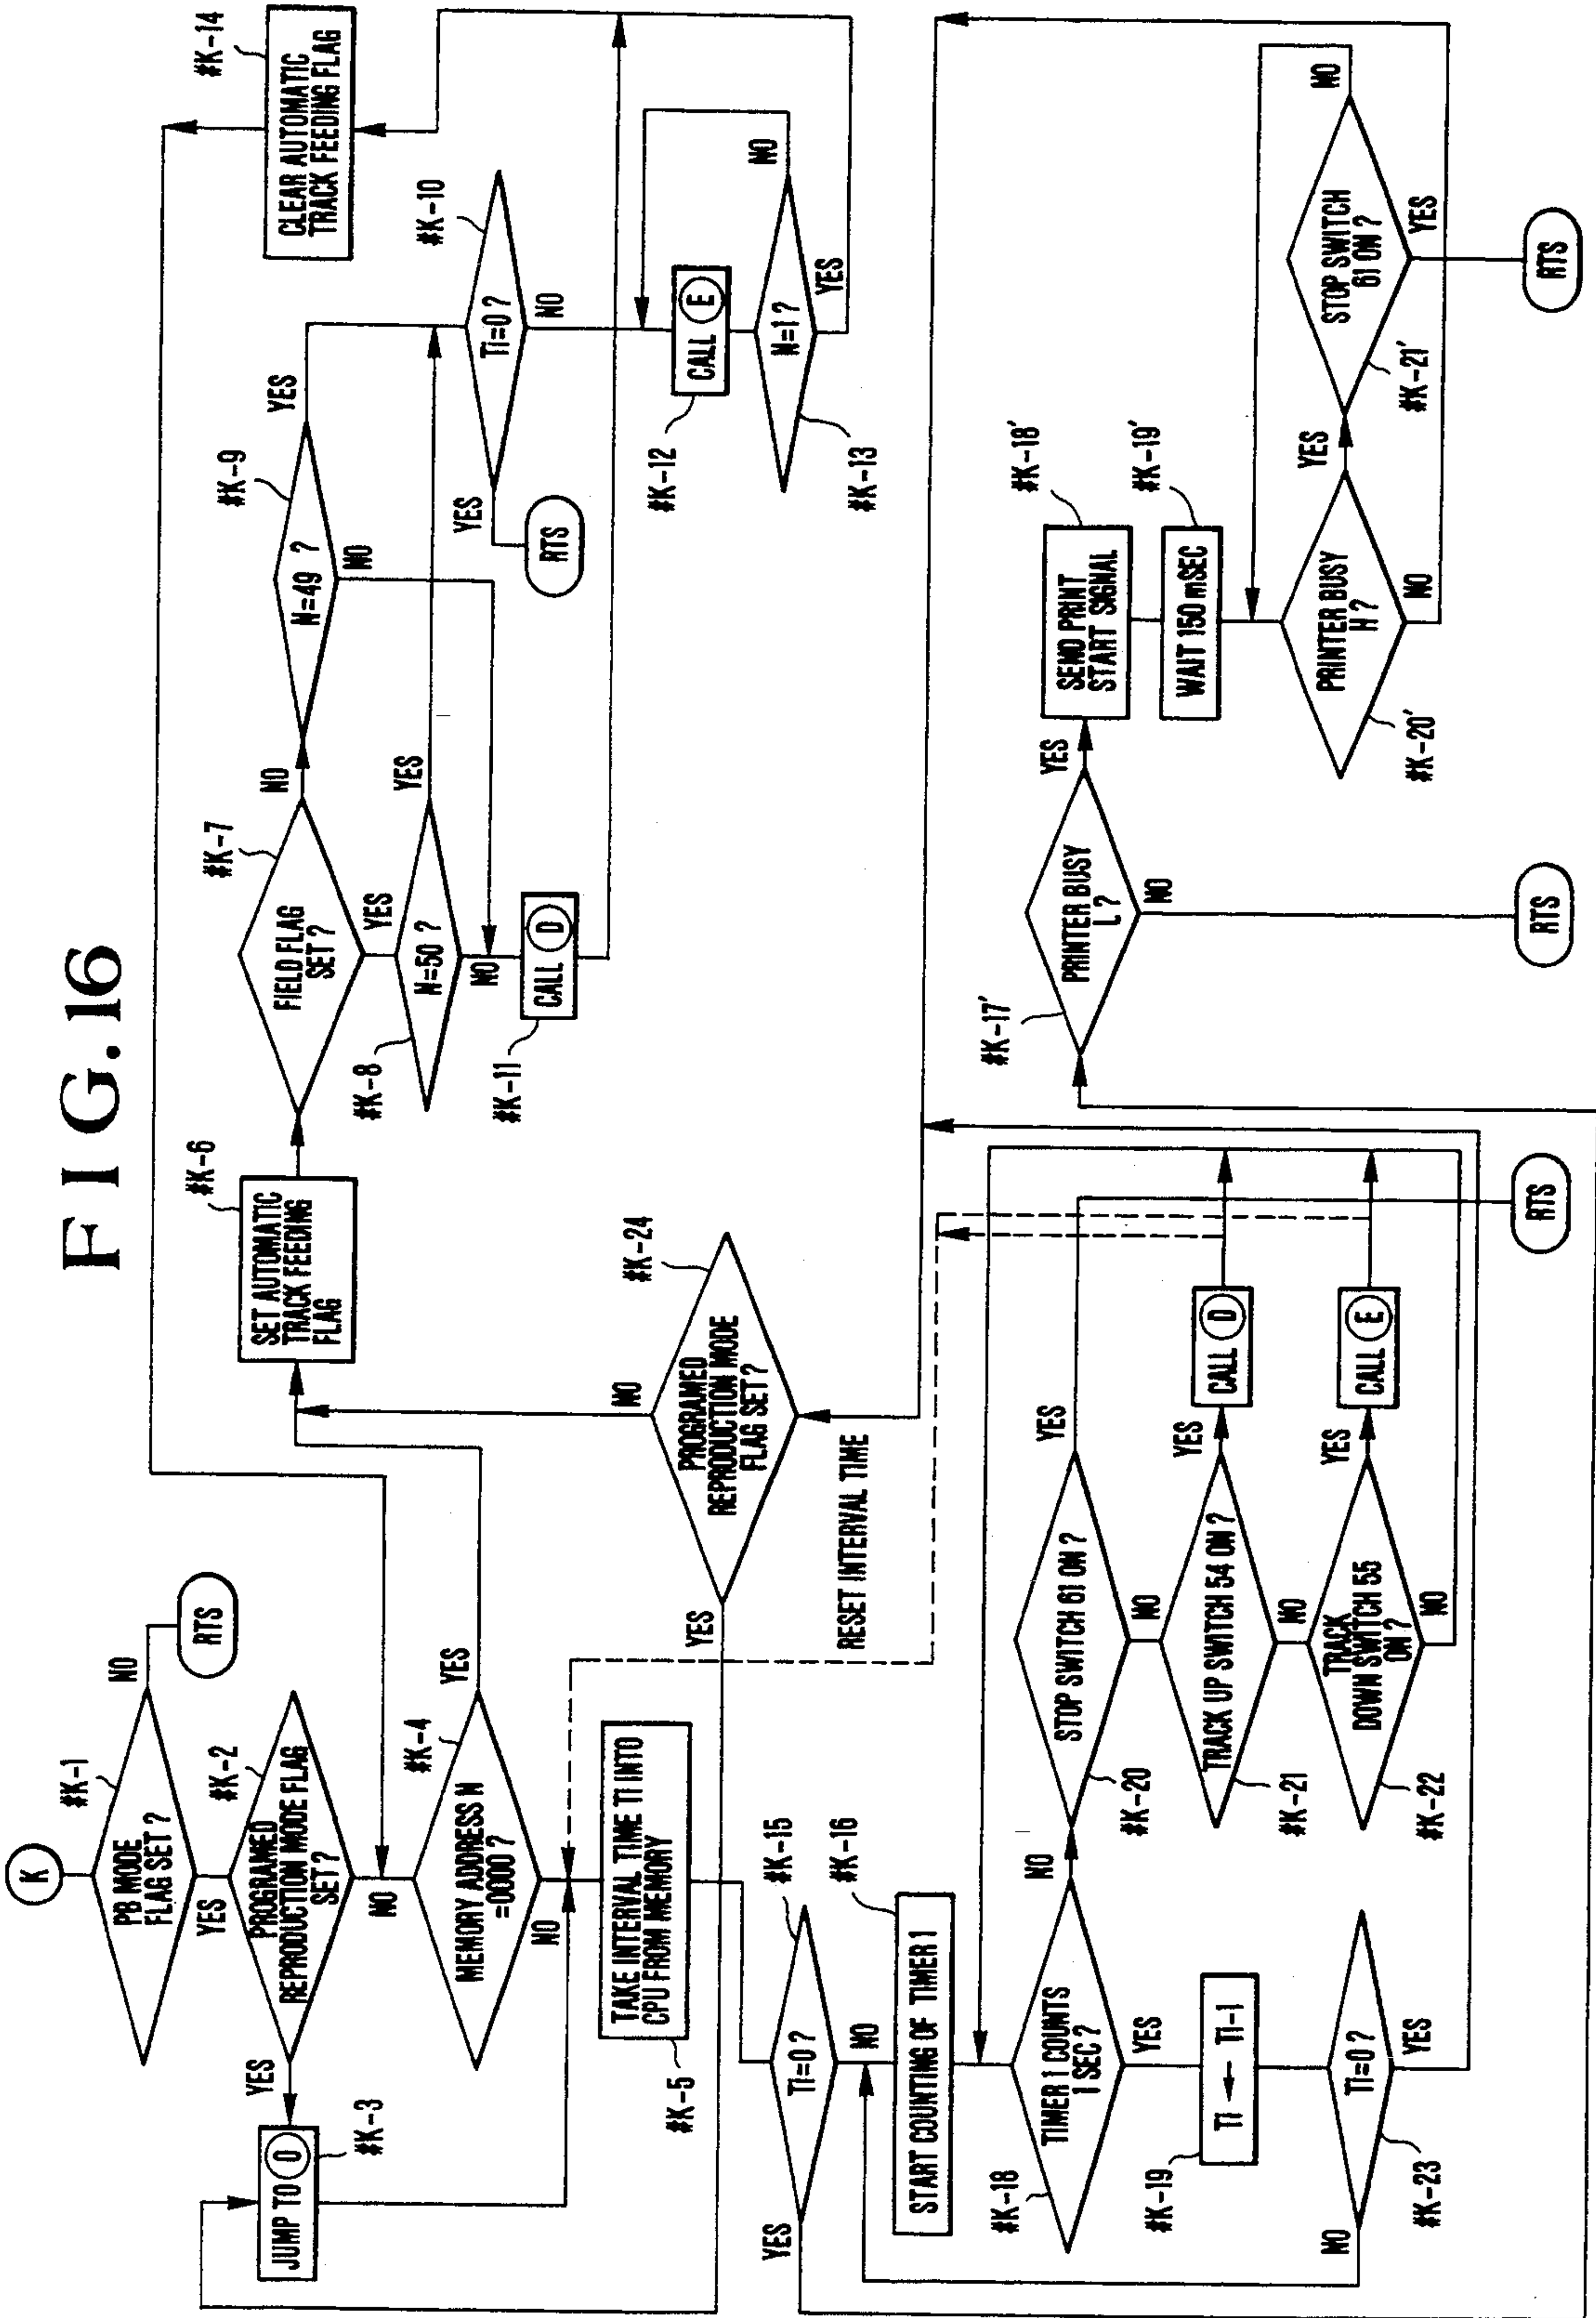 FIG.16
K
#K-1
PB MODE
FLAG SET ?
NO
RTS
YES
#K-2
PROGRAMED
REPRODUCTION MODE FLAG
SET ?
YES
JUMP TO O
#K-3
NO
#K-4
MEMORY ADDRESS N
=0000 ?
YES
NO
TAKE INTERVAL TIME TI INTO
CPU FROM MEMORY
#K-5
#K-6
SET AUTOMATIC
TRACK FEEDING
FLAG
#K-7
FIELD FLAG
SET ?
NO
YES
#K-8
N=50 ?
YES
NO
#K-9
N=49 ?
YES
NO
#K-10
TI=0 ?
YES
RTS
NO
#K-11
CALL D
#K-12
CALL E
#K-13
N=1 ?
NO
YES
#K-14
CLEAR AUTOMATIC
TRACK FEEDING FLAG
#K-24
PROGRAMED
REPRODUCTION MODE
FLAG SET ?
NO
YES
RESET INTERVAL TIME
#K-15
TI=0 ?
YES
NO
#K-16
START COUNTING OF TIMER 1
#K-18
TIMER 1 COUNTS
1 SEC ?
NO
YES
#K-19
TI ← TI-1
#K-23
TI=0 ?
NO
YES
#K-20
STOP SWITCH 61 ON ?
YES
NO
#K-21
TRACK UP SWITCH 54 ON ?
YES
CALL D
NO
#K-22
TRACK
DOWN SWITCH 55
ON ?
YES
CALL E
NO
RTS
#K-17'
PRINTER BUSY
L ?
YES
NO
RTS
#K-18'
SEND PRINT
START SIGNAL
#K-19'
WAIT 150 mSEC
#K-20'
PRINTER BUSY
H ?
YES
NO
#K-21'
STOP SWITCH
61 ON ?
NO
YES
RTS